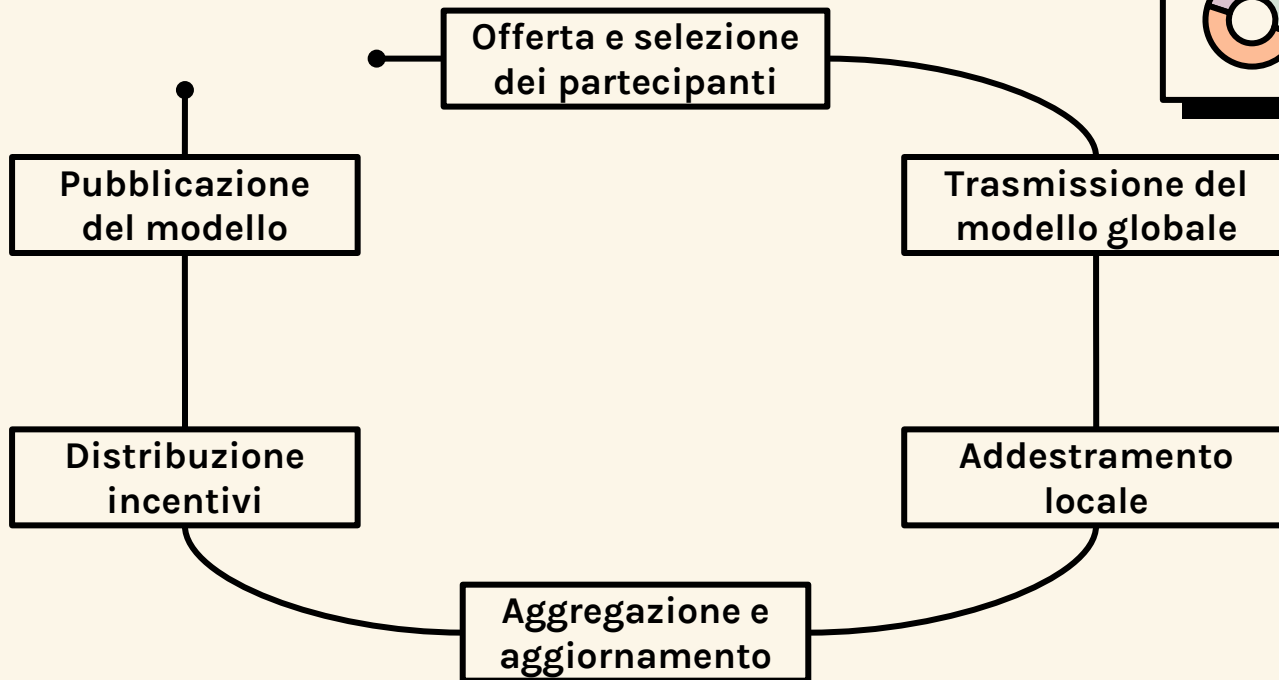 Offerta e selezione
dei partecipanti
Pubblicazione
del modello
Trasmissione del
modello globale
Distribuzione
incentivi
Addestramento
locale
Aggregazione e
aggiornamento